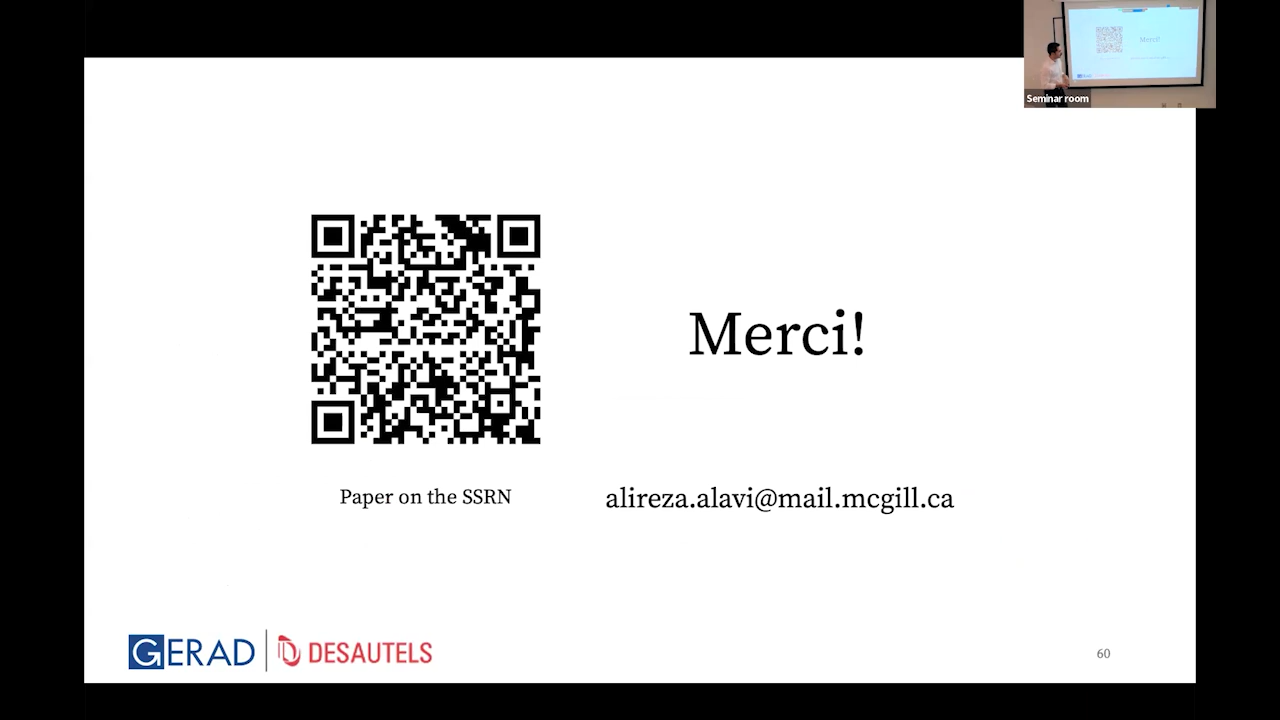 Seminar room
Merci!
Paper on the SSRN
alireza.alavi@mail.mcgill.ca
GERAD
DESAUTELS
60